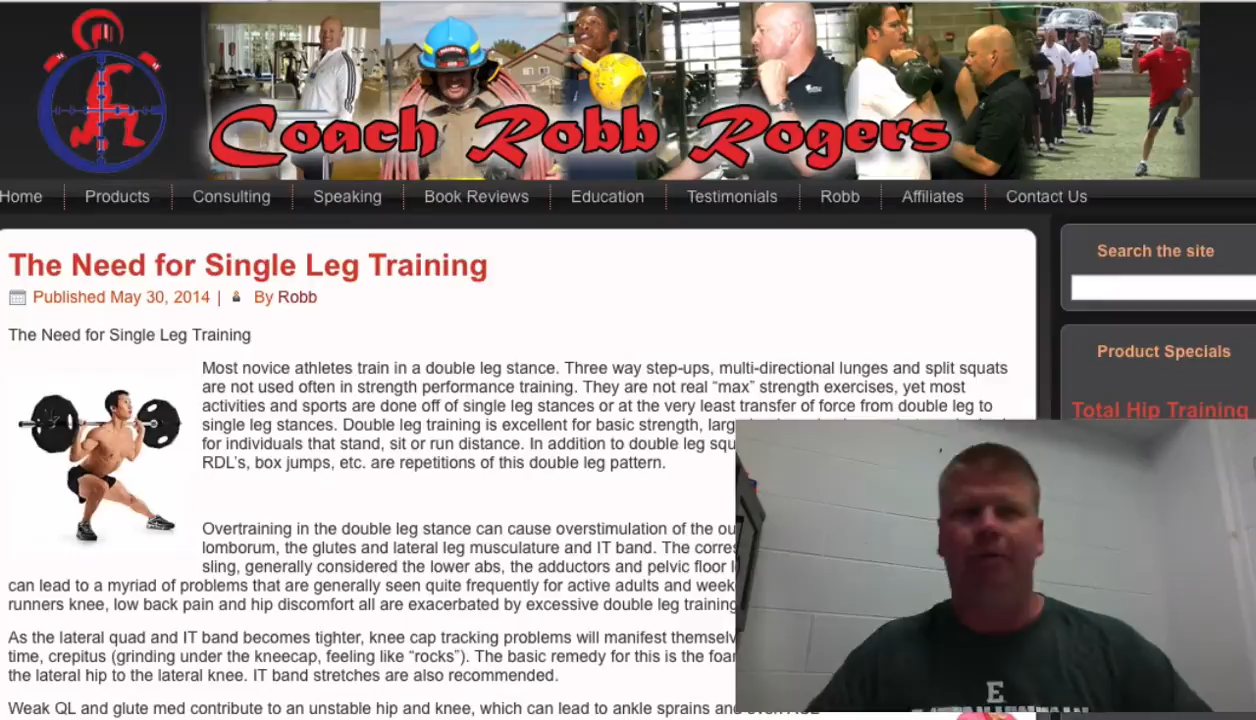 Coach Robb Rogers
Home Products Consulting Speaking Book Reviews Education Testimonials Robb Affiliates Contact Us
The Need for Single Leg Training
Published May 30, 2014 | By Robb
The Need for Single Leg Training
Most novice athletes train in a double leg stance. Three way step-ups, multi-directional lunges and split squats
are not used often in strength performance training. They are not real “max” strength exercises, yet most
activities and sports are done off of single leg stances or at the very least transfer of force from double leg to
single leg stances. Double leg training is excellent for basic strength,
for individuals that stand, sit or run distance. In addition to double leg
RDL's, box jumps, etc. are repetitions of this double leg pattern.
Overtraining in the double leg stance can cause overstimulation of the
lomborum, the glutes and lateral leg musculature and IT band. The
sling, generally considered the lower abs, the adductors and pelvic floor
can lead to a myriad of problems that are generally seen quite frequently for active adults and
runners knee, low back pain and hip discomfort all are exacerbated by excessive double leg training
As the lateral quad and IT band becomes tighter, knee cap tracking problems will manifest
time, crepitus (grinding under the kneecap, feeling like “rocks”). The basic remedy for this is the
the lateral hip to the lateral knee. IT band stretches are also recommended.
Weak QL and glute med contribute to an unstable hip and knee, which can lead to ankle sprains
Search the site
Product Specials
Total Hip Training
E